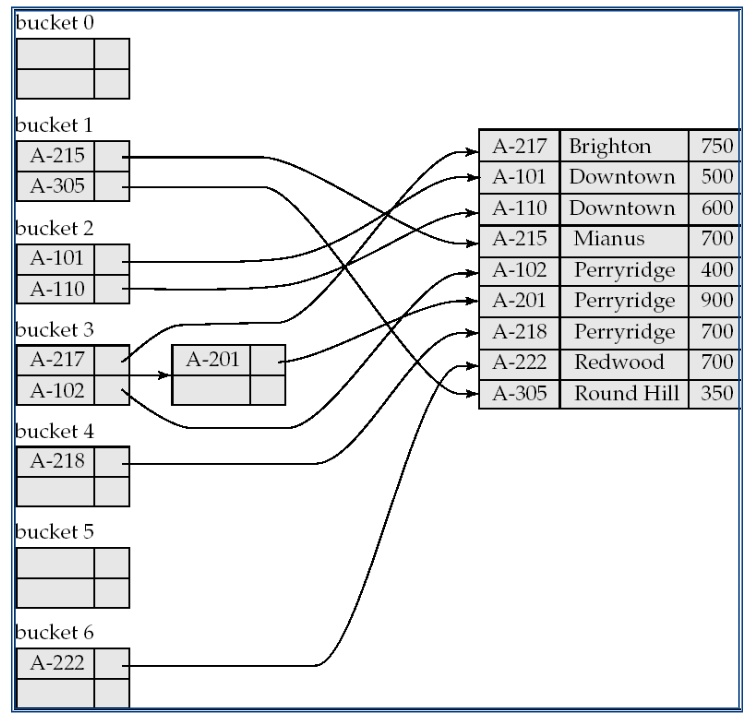 bucket 0
bucket 1
A-215
A-305
bucket 2
A-101
A-110
bucket 3
A-217
A-102
A-201
bucket 4
A-218
bucket 5
bucket 6
A-222
A-217 Brighton 750
A-101 Downtown 500
A-110 Downtown 600
A-215 Mianus 700
A-102 Perryridge 400
A-201 Perryridge 900
A-218 Perryridge 700
A-222 Redwood 700
A-305 Round Hill 350